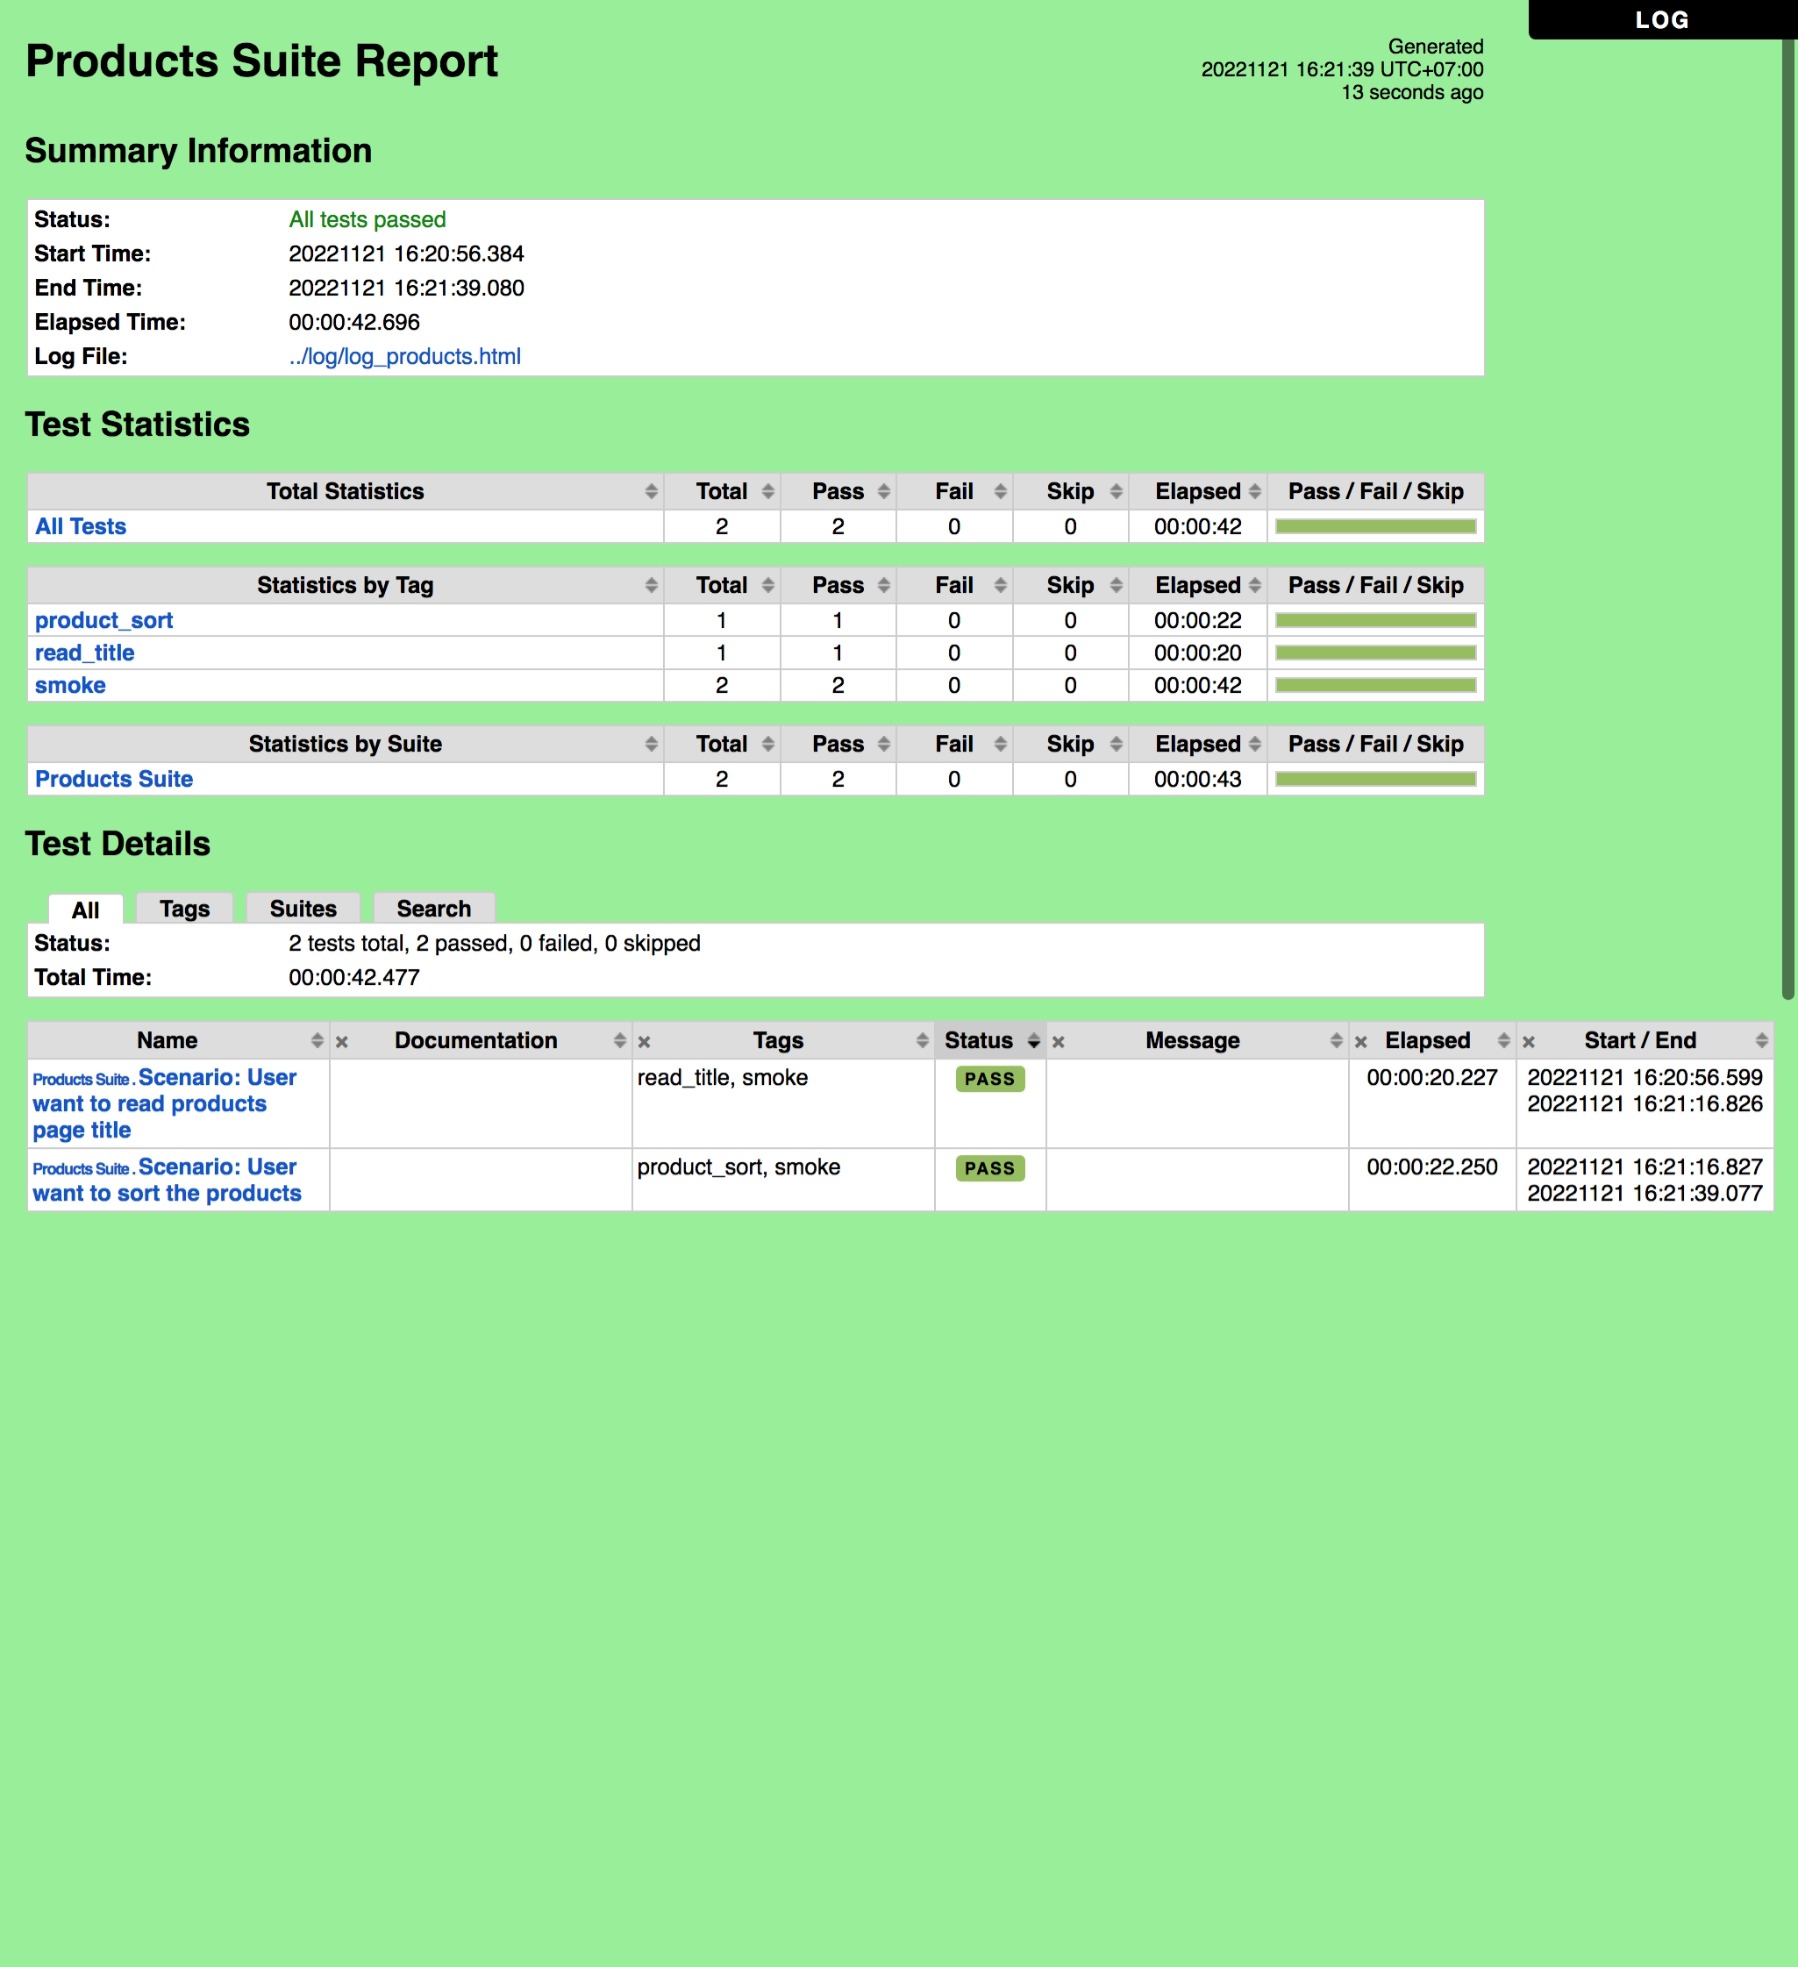 LOG
Products Suite Report
Generated
20221121 16:21:39 UTC+07:00
13 seconds ago
Summary Information
Status: All tests passed
Start Time: 20221121 16:20:56.384
End Time: 20221121 16:21:39.080
Elapsed Time: 00:00:42.696
Log File: ../log/log_products.html
Test Statistics
Total Statistics Total Pass Fail Skip Elapsed Pass / Fail / Skip
All Tests 2 2 0 0 00:00:42
Statistics by Tag Total Pass Fail Skip Elapsed Pass / Fail / Skip
product_sort 1 1 0 0 00:00:22
read_title 1 1 0 0 00:00:20
smoke 2 2 0 0 00:00:42
Statistics by Suite Total Pass Fail Skip Elapsed Pass / Fail / Skip
Products Suite 2 2 0 0 00:00:43
Test Details
All Tags Suites Search
Status: 2 tests total, 2 passed, 0 failed, 0 skipped
Total Time: 00:00:42.477
Name × Documentation × Tags Status × Message × Elapsed × Start / End
Products Suite . Scenario: User read_title, smoke PASS 00:00:20.227 20221121 16:20:56.599
want to read products 20221121 16:21:16.826
page title
Products Suite . Scenario: User product_sort, smoke PASS 00:00:22.250 20221121 16:21:16.827
want to sort the products 20221121 16:21:39.077